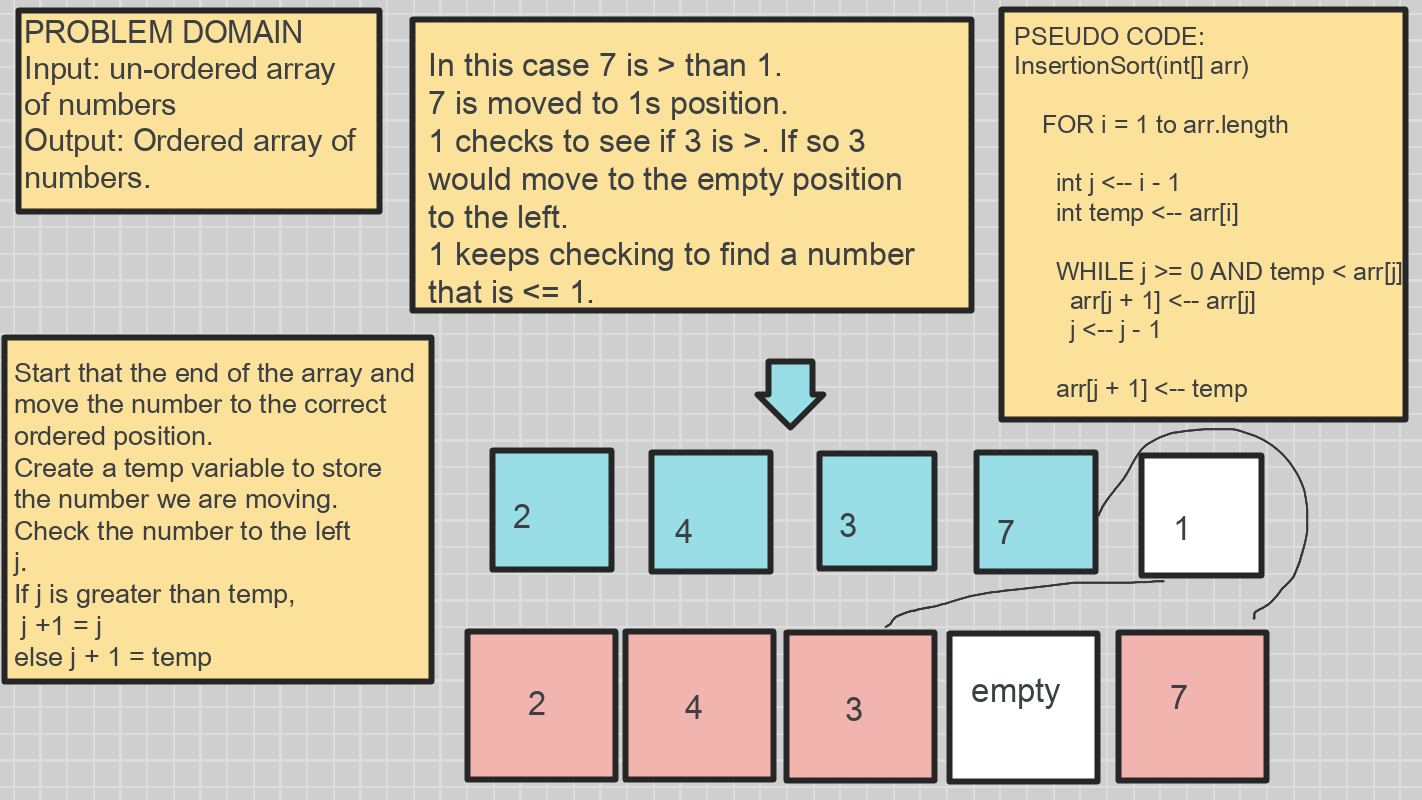 PROBLEM DOMAIN
Input: un-ordered array
of numbers
Output: Ordered array of
numbers.
In this case 7 is > than 1.
7 is moved to 1s position.
1 checks to see if 3 is >. If so 3
would move to the empty position
to the left.
1 keeps checking to find a number
that is <= 1.
PSEUDO CODE:
InsertionSort(int[] arr)
FOR i = 1 to arr.length
int j <-- i - 1
int temp <-- arr[i]
WHILE j >= 0 AND temp < arr[j]
arr[j + 1] <-- arr[j]
j <-- j - 1
arr[j + 1] <-- temp
Start that the end of the array and
move the number to the correct
ordered position.
Create a temp variable to store
the number we are moving.
Check the number to the left
j.
If j is greater than temp,
j +1 = j
else j + 1 = temp
2 4 3 7 1
2 4 3 empty 7